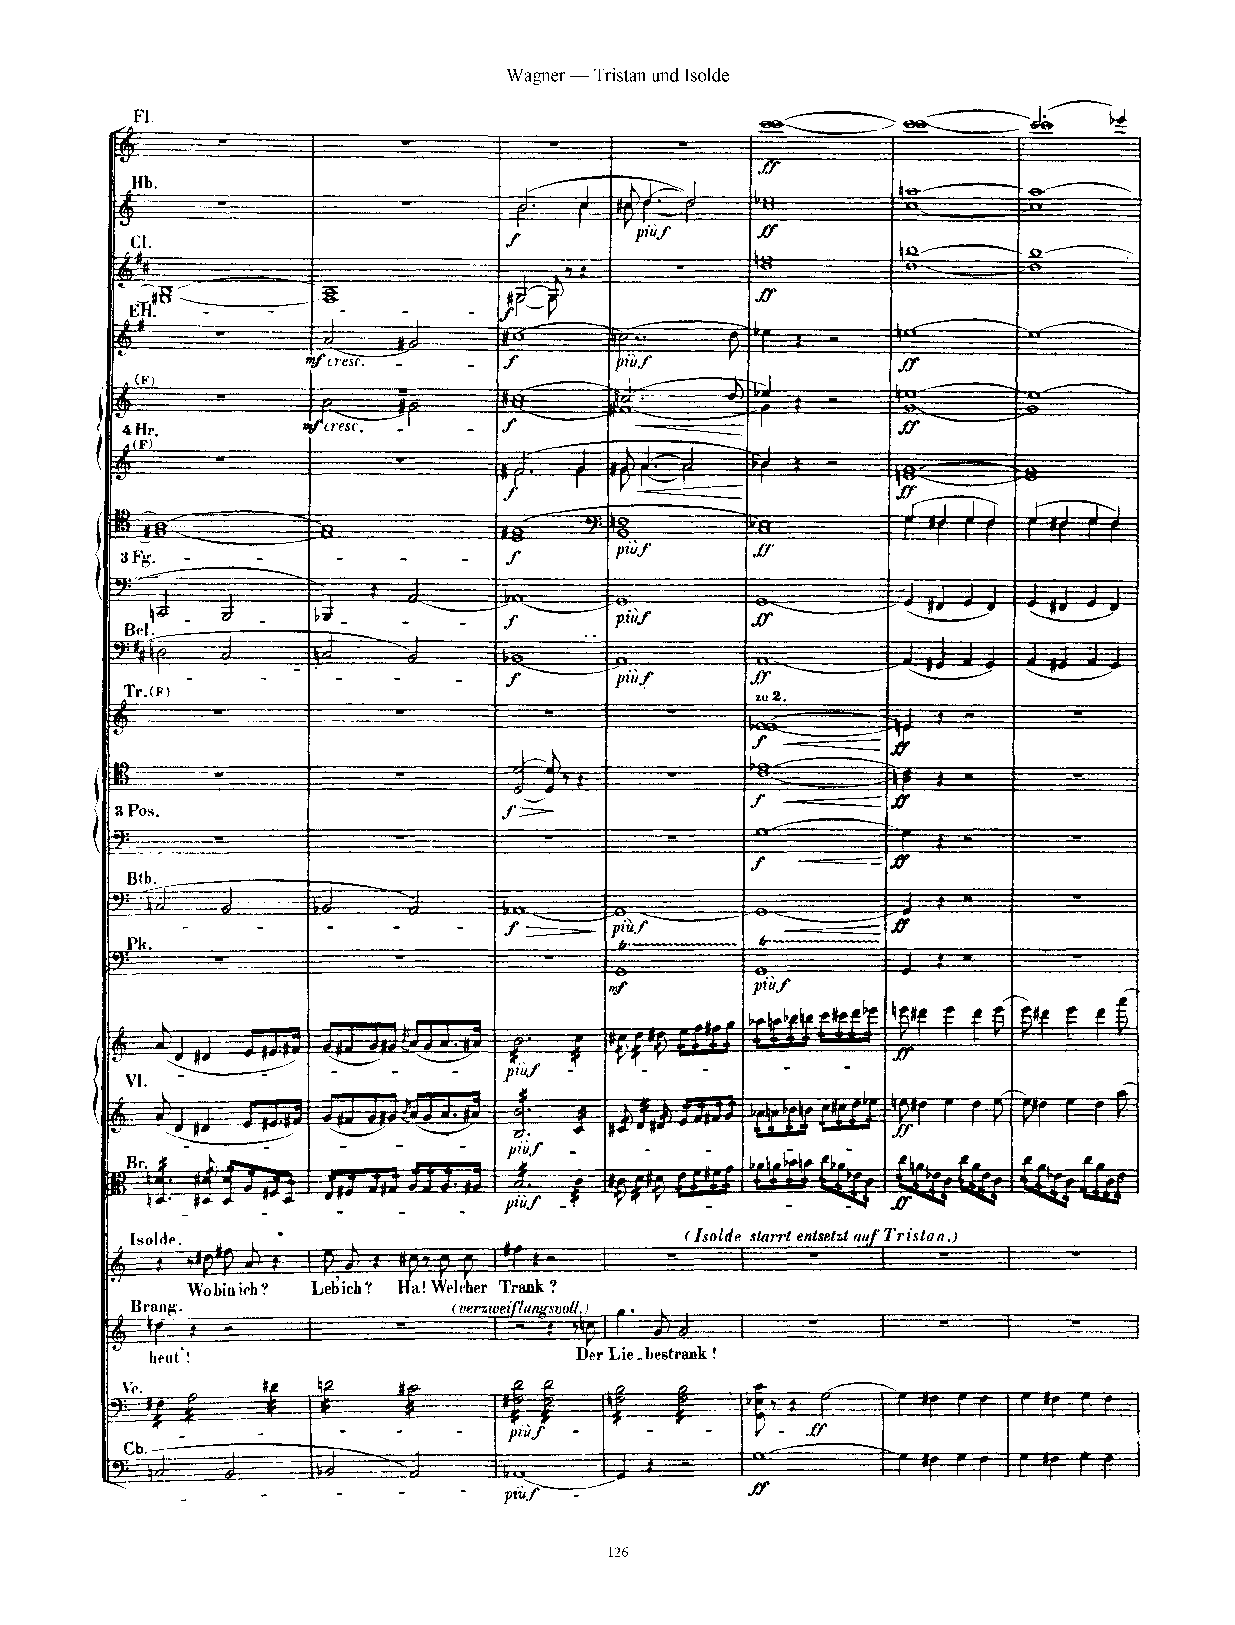 Wagner — Tristan und Isolde
Fl.
Hb.
f
più f
ff
ff
Cl.
f
ff
EH.
mf cresc.
f
più f
ff
(F)
4 Hr.
mf cresc.
f
ff
(F)
f
ff
3 Fg.
f
più f
ff
f
più f
ff
Bcl.
f
più f
ff
Tr.(F)
zu 2.
f
ff
3 Pos.
f
f
ff
f
ff
Btb.
f
più f
ff
Pk.
tr
tr
mf
più f
Vl.
più f
ff
più f
ff
Br.
più f
ff
Isolde.
(Isolde starrt entsetzt auf Tristan.)
Wo bin ich? Leb' ich? Ha! Welcher Trank?
Brang.
(verzweiflungsvoll.)
heut'! Der Lie-bestrank!
Vc.
più f
ff
Cb.
più f
ff
126